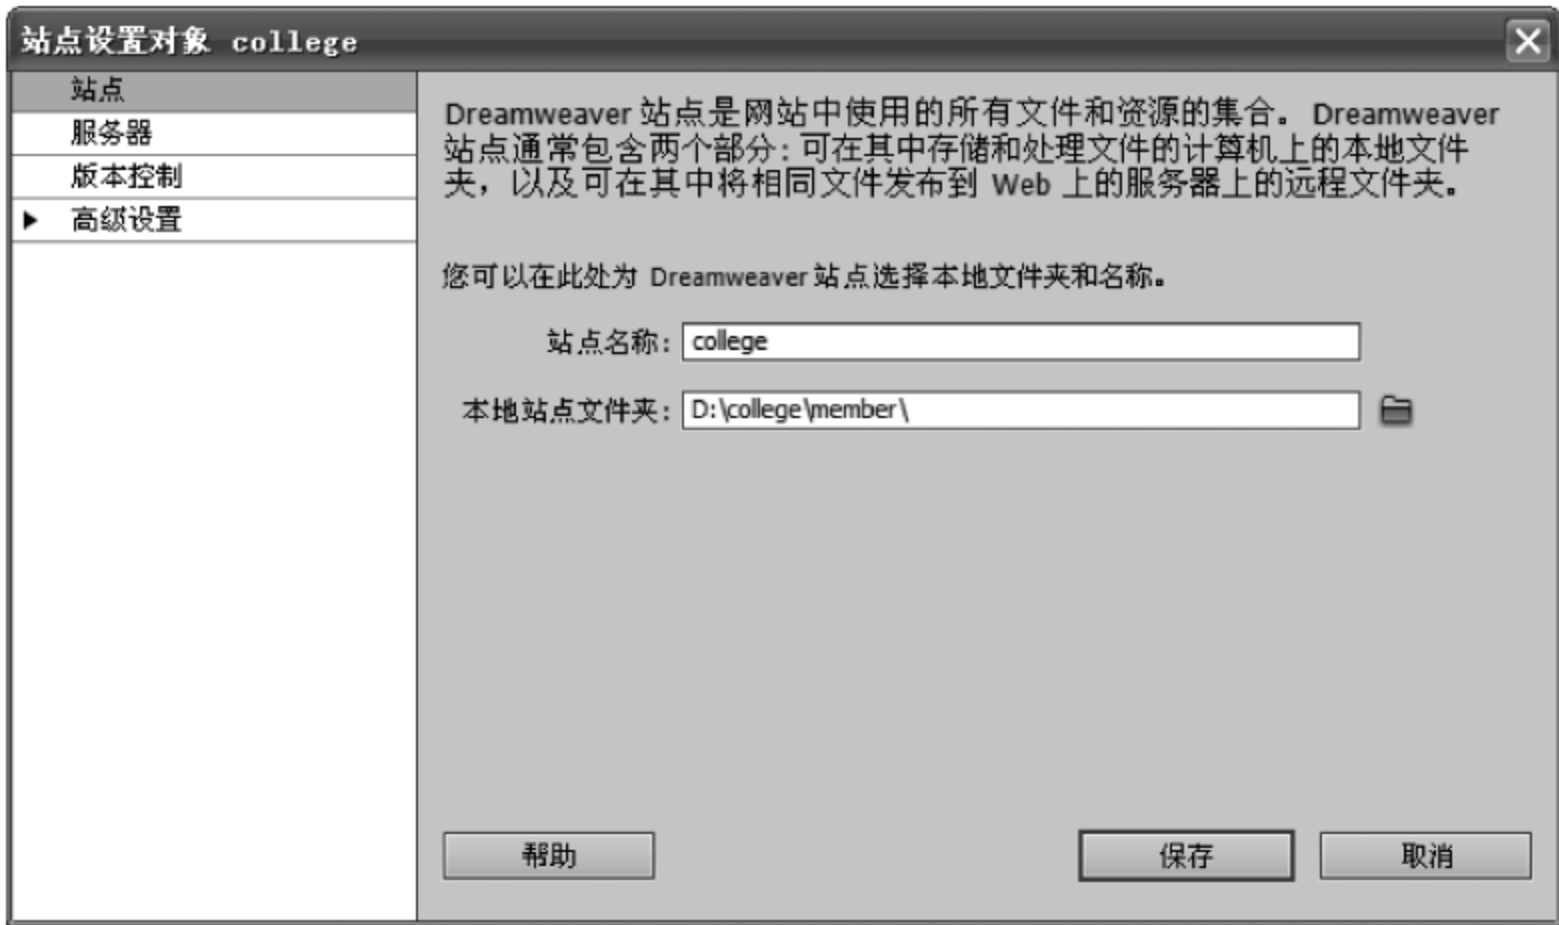 站点设置对象 college
站点
服务器
版本控制
高级设置
Dreamweaver 站点是网站中使用的所有文件和资源的集合。Dreamweaver
站点通常包含两个部分:可在其中存储和处理文件的计算机上的本地文件
夹，以及可在其中将相同文件发布到 Web 上的服务器上的远程文件夹。
您可以在此处为 Dreamweaver 站点选择本地文件夹和名称。
站点名称: college
本地站点文件夹: D:\college\member\
帮助 保存 取消